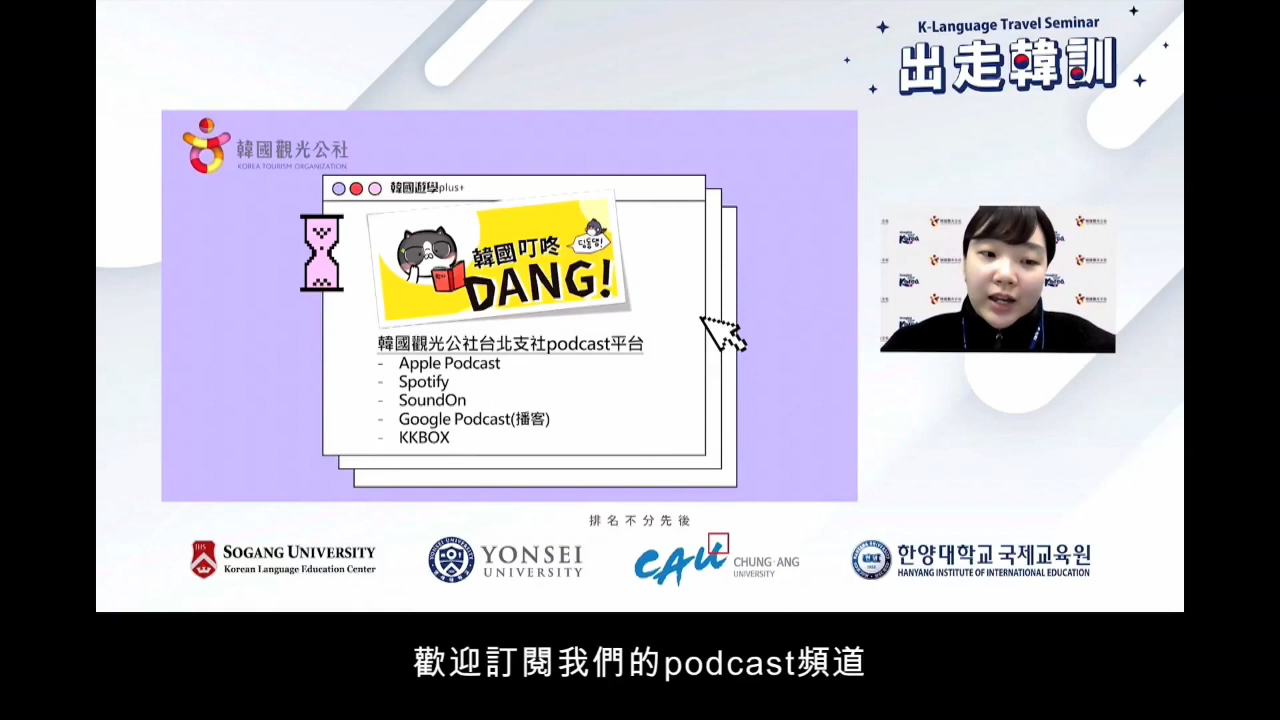 K-Language Travel Seminar
出走韓訓
韓國觀光公社
KOREA TOURISM ORGANIZATION
韓國遊學plus+
韓國叮咚
딩동댕!
DANG!
韓國觀光公社台北支社podcast平台
- Apple Podcast
- Spotify
- SoundOn
- Google Podcast(播客)
- KKBOX
排名不分先後
SOGANG UNIVERSITY
Korean Language Education Center
YONSEI
UNIVERSITY
CAU
CHUNG-ANG
UNIVERSITY
한양대학교 국제교육원
HANYANG INSTITUTE OF INTERNATIONAL EDUCATION
歡迎訂閱我們的podcast頻道